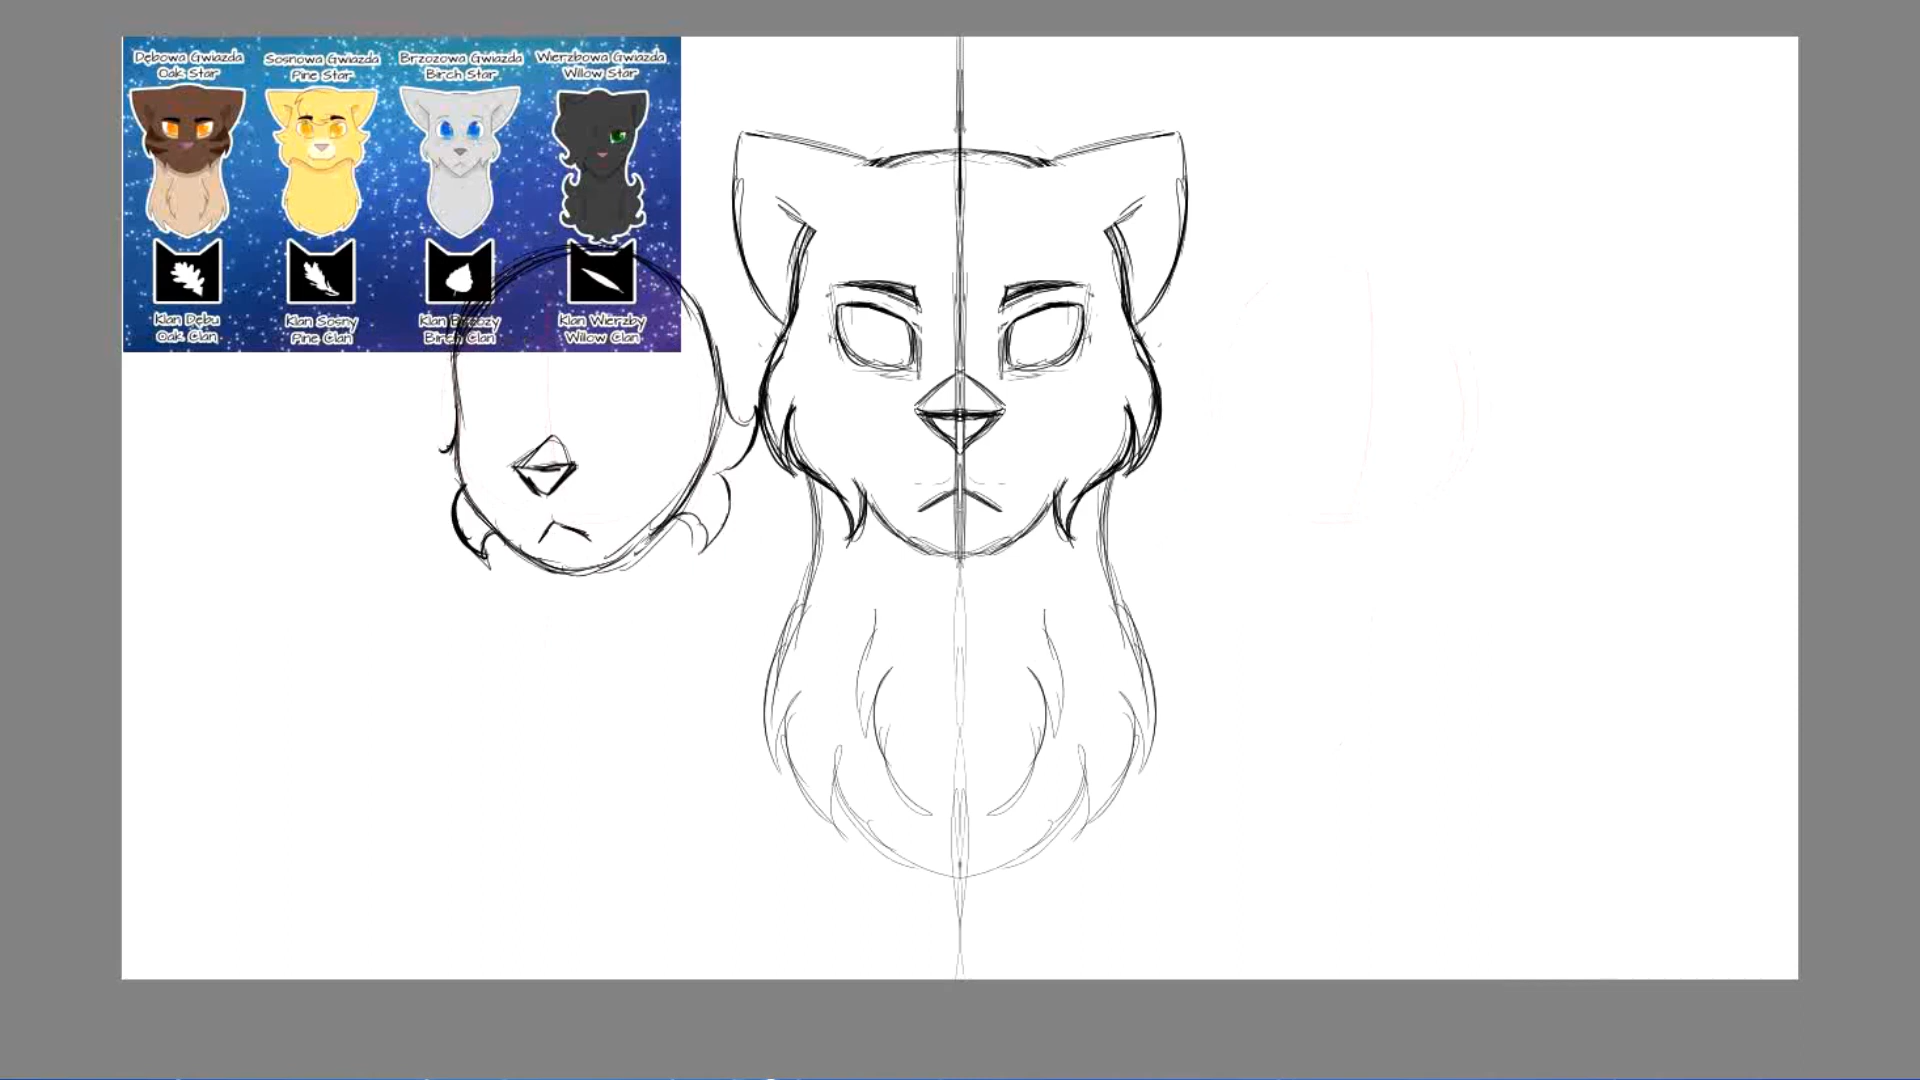 Dębowa Gwiazda
Oak Star
Sosnowa Gwiazda
Pine Star
Brzozowa Gwiazda
Birch Star
Wierzbowa Gwiazda
Willow Star
Klan Dębu
Oak Clan
Klan Sosny
Pine Clan
Klan Brzozy
Birch Clan
Klan Wierzby
Willow Clan